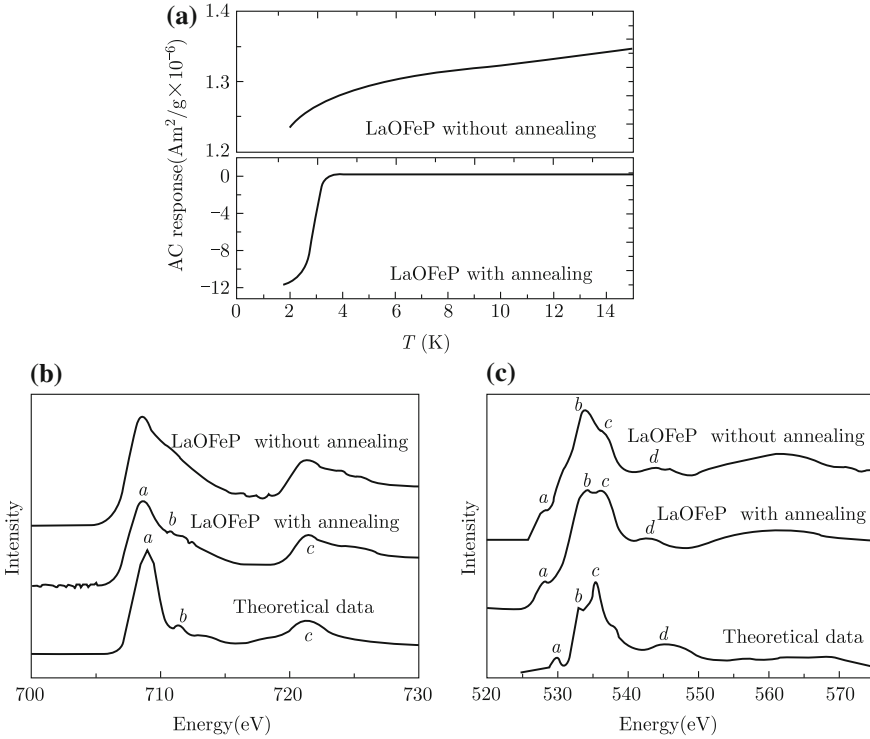 (a)
1.4
1.3
1.2
LaOFeP without annealing
AC response(Am²/g×10⁻⁶)
0
−4
−8
−12
LaOFeP with annealing
0 2 4 6 8 10 12 14
T (K)
(b)
LaOFeP without annealing
a
b
LaOFeP with annealing
a
c
Theoretical data
b
c
Intensity
700 710 720 730
Energy(eV)
(c)
b
c
LaOFeP without annealing
d
a
b c
LaOFeP with annealing
d
a
c
b
Theoretical data
d
a
Intensity
520 530 540 550 560 570
Energy(eV)